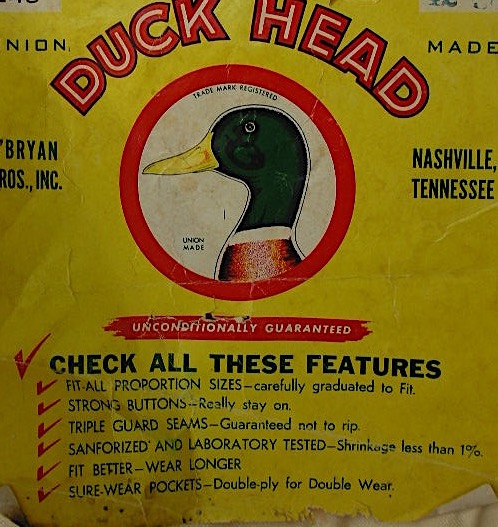 DUCK HEAD
NION MADE
TRADE MARK REGISTERED
'BRYAN
ROS., INC.
NASHVILLE,
TENNESSEE
UNION
MADE
UNCONDITIONALLY GUARANTEED
CHECK ALL THESE FEATURES
FIT-ALL PROPORTION SIZES—carefully graduated to Fit.
STRONG BUTTONS—Really stay on.
TRIPLE GUARD SEAMS—Guaranteed not to rip.
SANFORIZED AND LABORATORY TESTED—Shrinkage less than 1%.
FIT BETTER—WEAR LONGER
SURE-WEAR POCKETS—Double-ply for Double Wear.